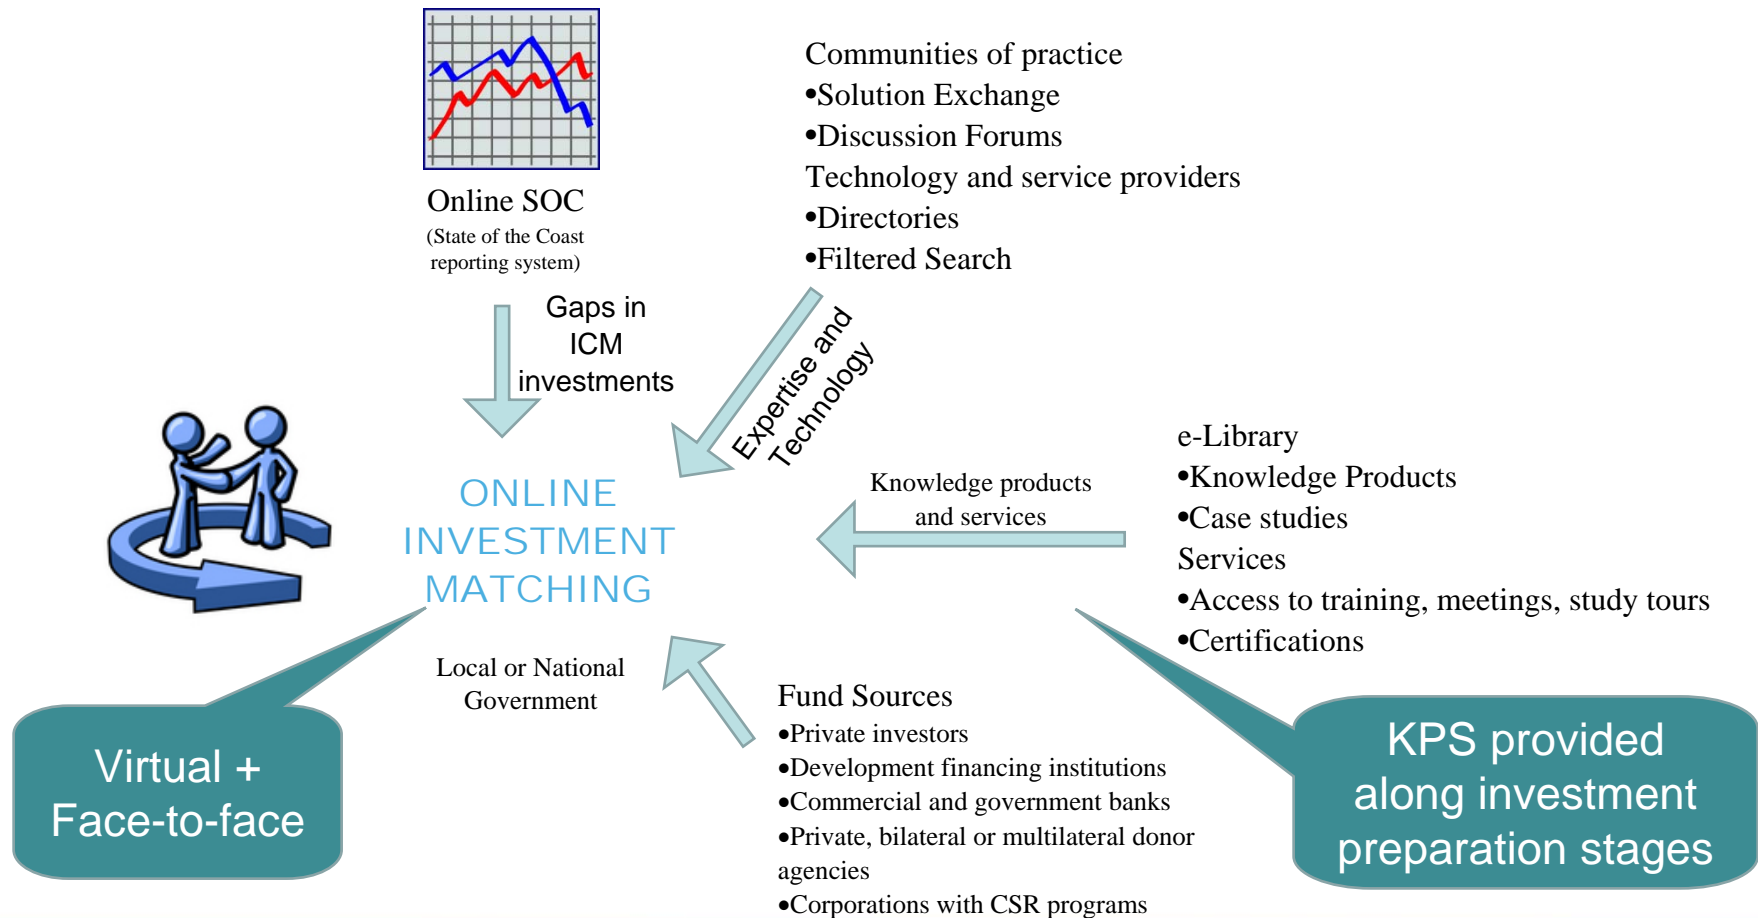 Online SOC
(State of the Coast
reporting system)
Communities of practice
•Solution Exchange
•Discussion Forums
Technology and service providers
•Directories
•Filtered Search
Gaps in
ICM
investments
Expertise and
Technology
ONLINE
INVESTMENT
MATCHING
Knowledge products
and services
e-Library
•Knowledge Products
•Case studies
Services
•Access to training, meetings, study tours
•Certifications
Local or National
Government
Fund Sources
•Private investors
•Development financing institutions
•Commercial and government banks
•Private, bilateral or multilateral donor
agencies
•Corporations with CSR programs
Virtual +
Face-to-face
KPS provided
along investment
preparation stages